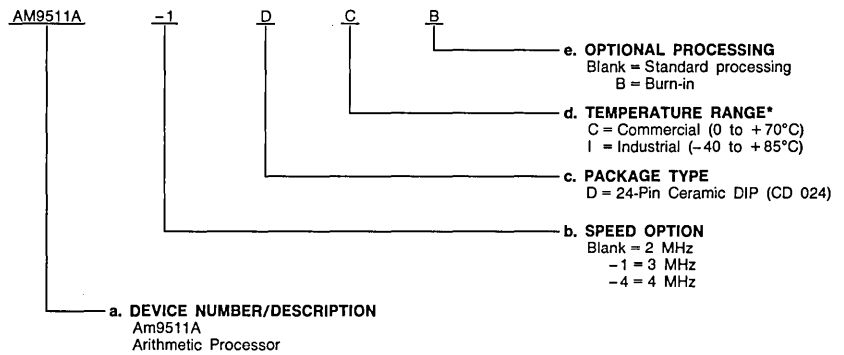 AM9511A -1 D C B
e. OPTIONAL PROCESSING
Blank = Standard processing
B = Burn-in
d. TEMPERATURE RANGE*
C = Commercial (0 to +70°C)
I = Industrial (-40 to +85°C)
c. PACKAGE TYPE
D = 24-Pin Ceramic DIP (CD 024)
b. SPEED OPTION
Blank = 2 MHz
-1 = 3 MHz
-4 = 4 MHz
a. DEVICE NUMBER/DESCRIPTION
Am9511A
Arithmetic Processor